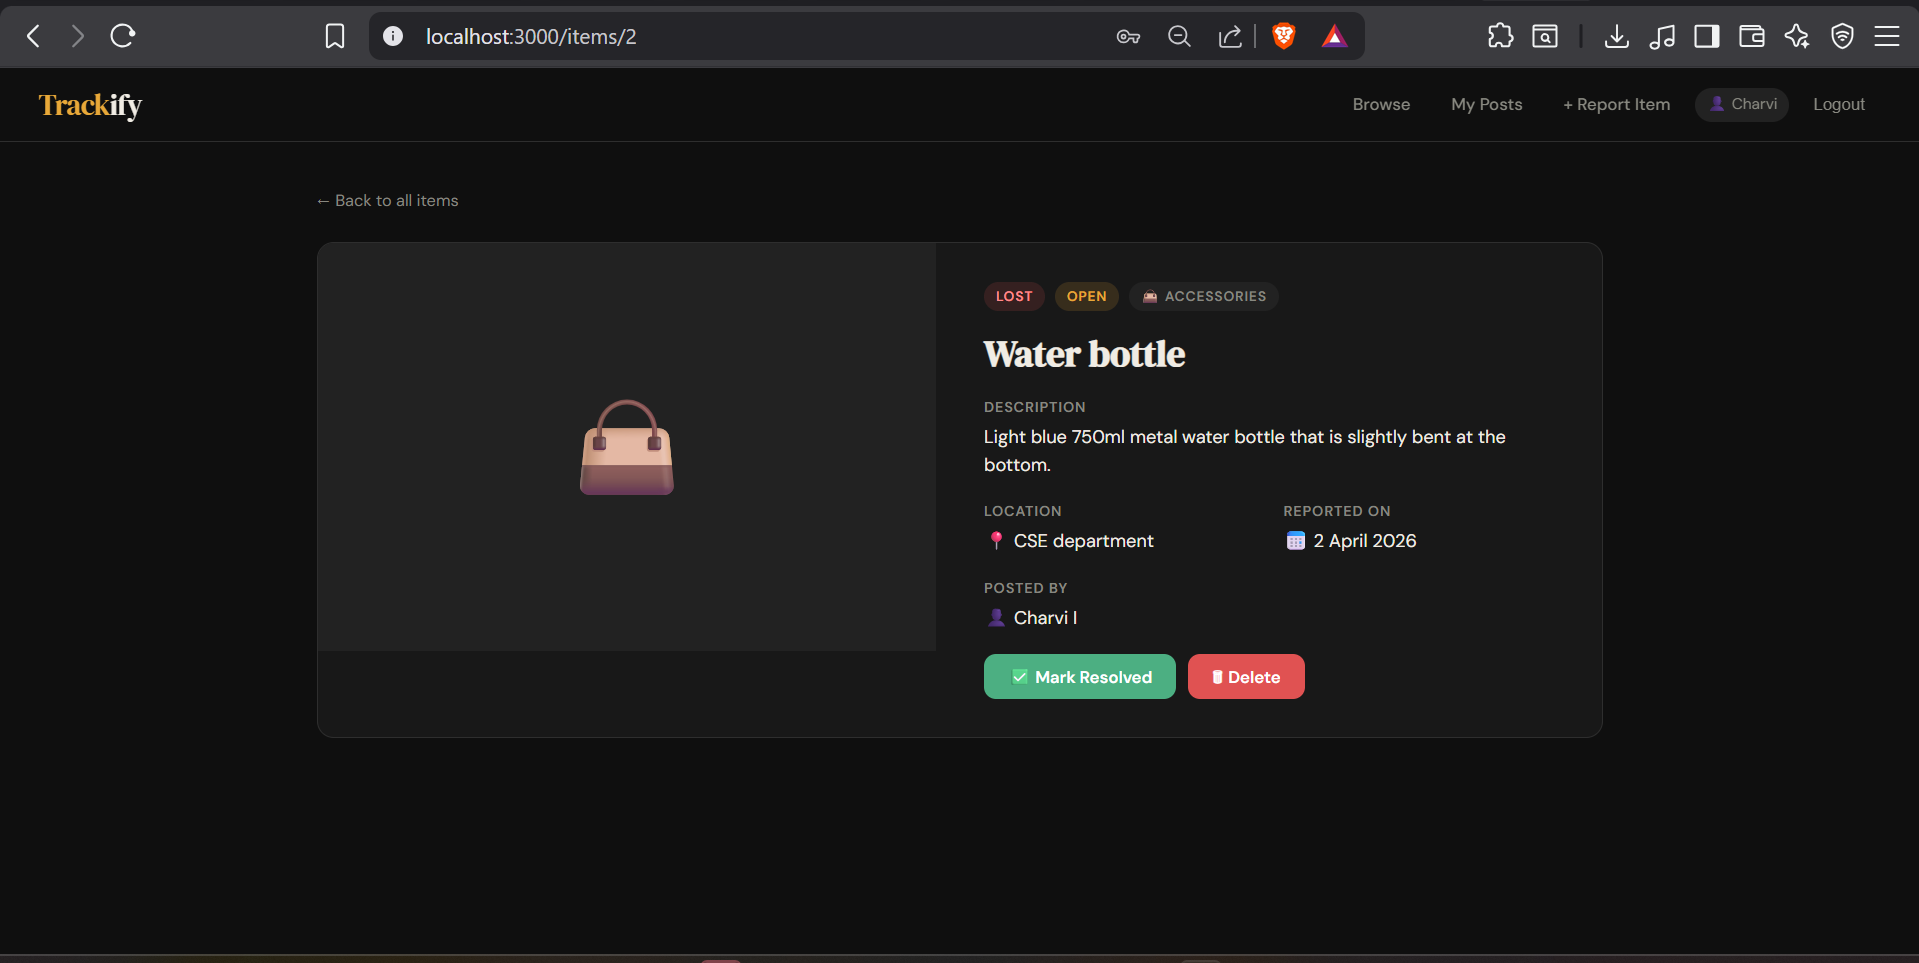 localhost:3000/items/2
Trackify
Browse
My Posts
+ Report Item
Charvi
Logout
← Back to all items
LOST
OPEN
ACCESSORIES
Water bottle
DESCRIPTION
Light blue 750ml metal water bottle that is slightly bent at the
bottom.
LOCATION
REPORTED ON
CSE department
2 April 2026
POSTED BY
Charvi I
Mark Resolved
Delete